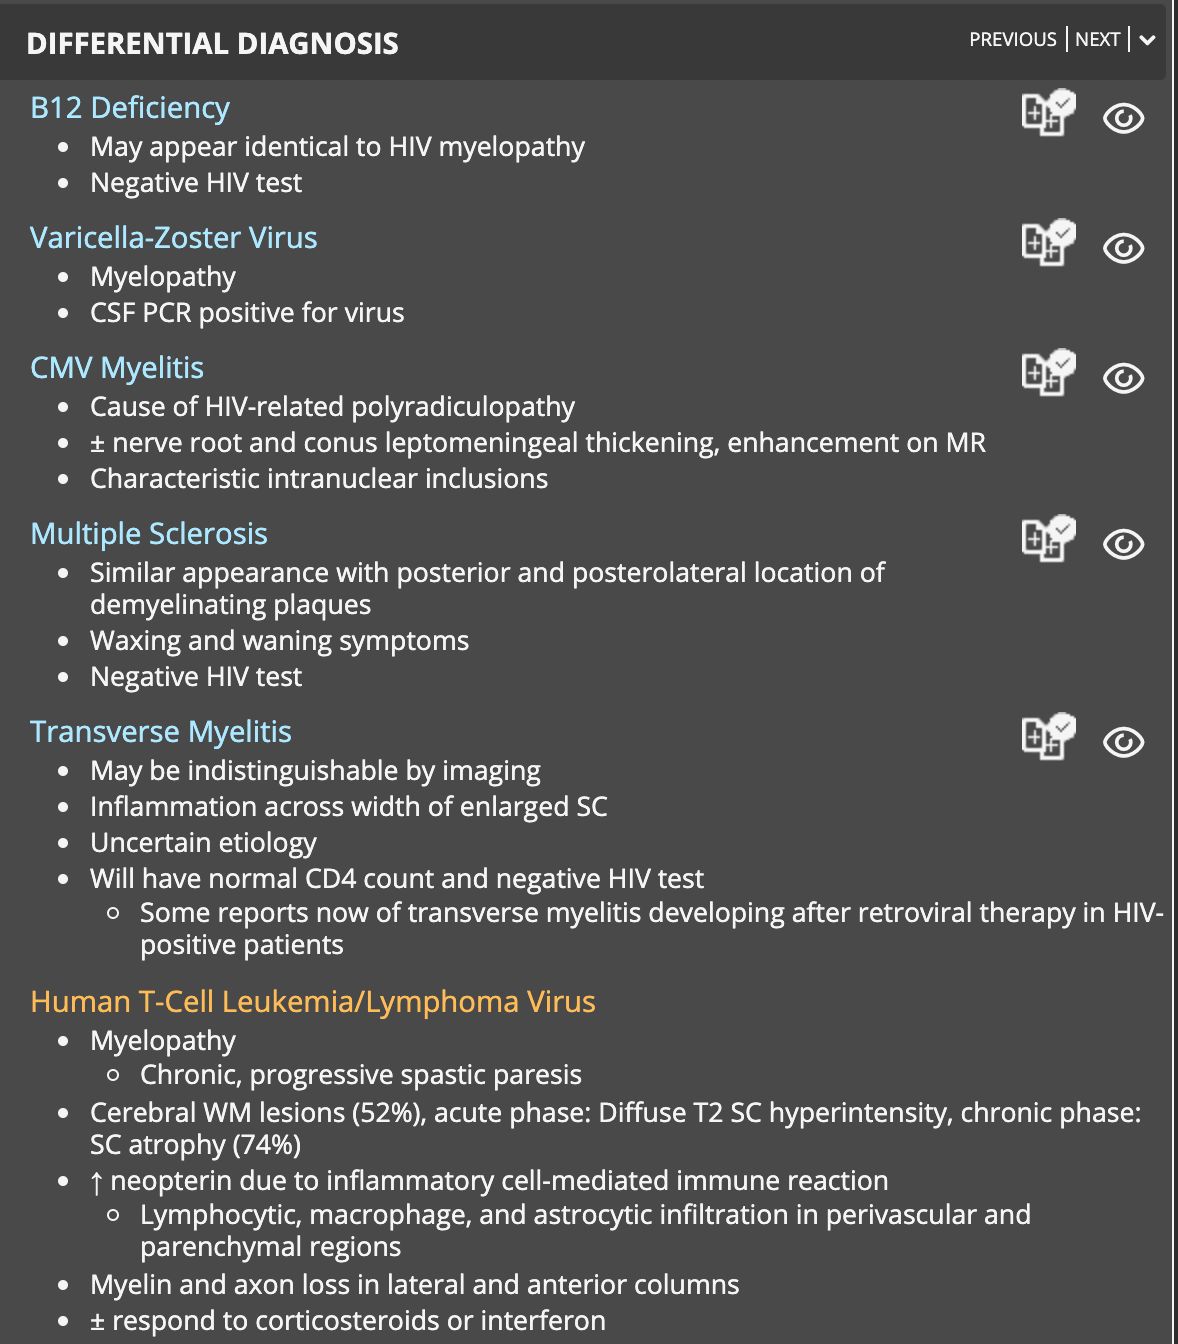 DIFFERENTIAL DIAGNOSIS
PREVIOUS | NEXT |
B12 Deficiency
• May appear identical to HIV myelopathy
• Negative HIV test
Varicella-Zoster Virus
• Myelopathy
• CSF PCR positive for virus
CMV Myelitis
• Cause of HIV-related polyradiculopathy
• ± nerve root and conus leptomeningeal thickening, enhancement on MR
• Characteristic intranuclear inclusions
Multiple Sclerosis
• Similar appearance with posterior and posterolateral location of
demyelinating plaques
• Waxing and waning symptoms
• Negative HIV test
Transverse Myelitis
• May be indistinguishable by imaging
• Inflammation across width of enlarged SC
• Uncertain etiology
• Will have normal CD4 count and negative HIV test
○ Some reports now of transverse myelitis developing after retroviral therapy in HIV-
positive patients
Human T-Cell Leukemia/Lymphoma Virus
• Myelopathy
○ Chronic, progressive spastic paresis
• Cerebral WM lesions (52%), acute phase: Diffuse T2 SC hyperintensity, chronic phase:
SC atrophy (74%)
• ↑ neopterin due to inflammatory cell-mediated immune reaction
○ Lymphocytic, macrophage, and astrocytic infiltration in perivascular and
parenchymal regions
• Myelin and axon loss in lateral and anterior columns
• ± respond to corticosteroids or interferon